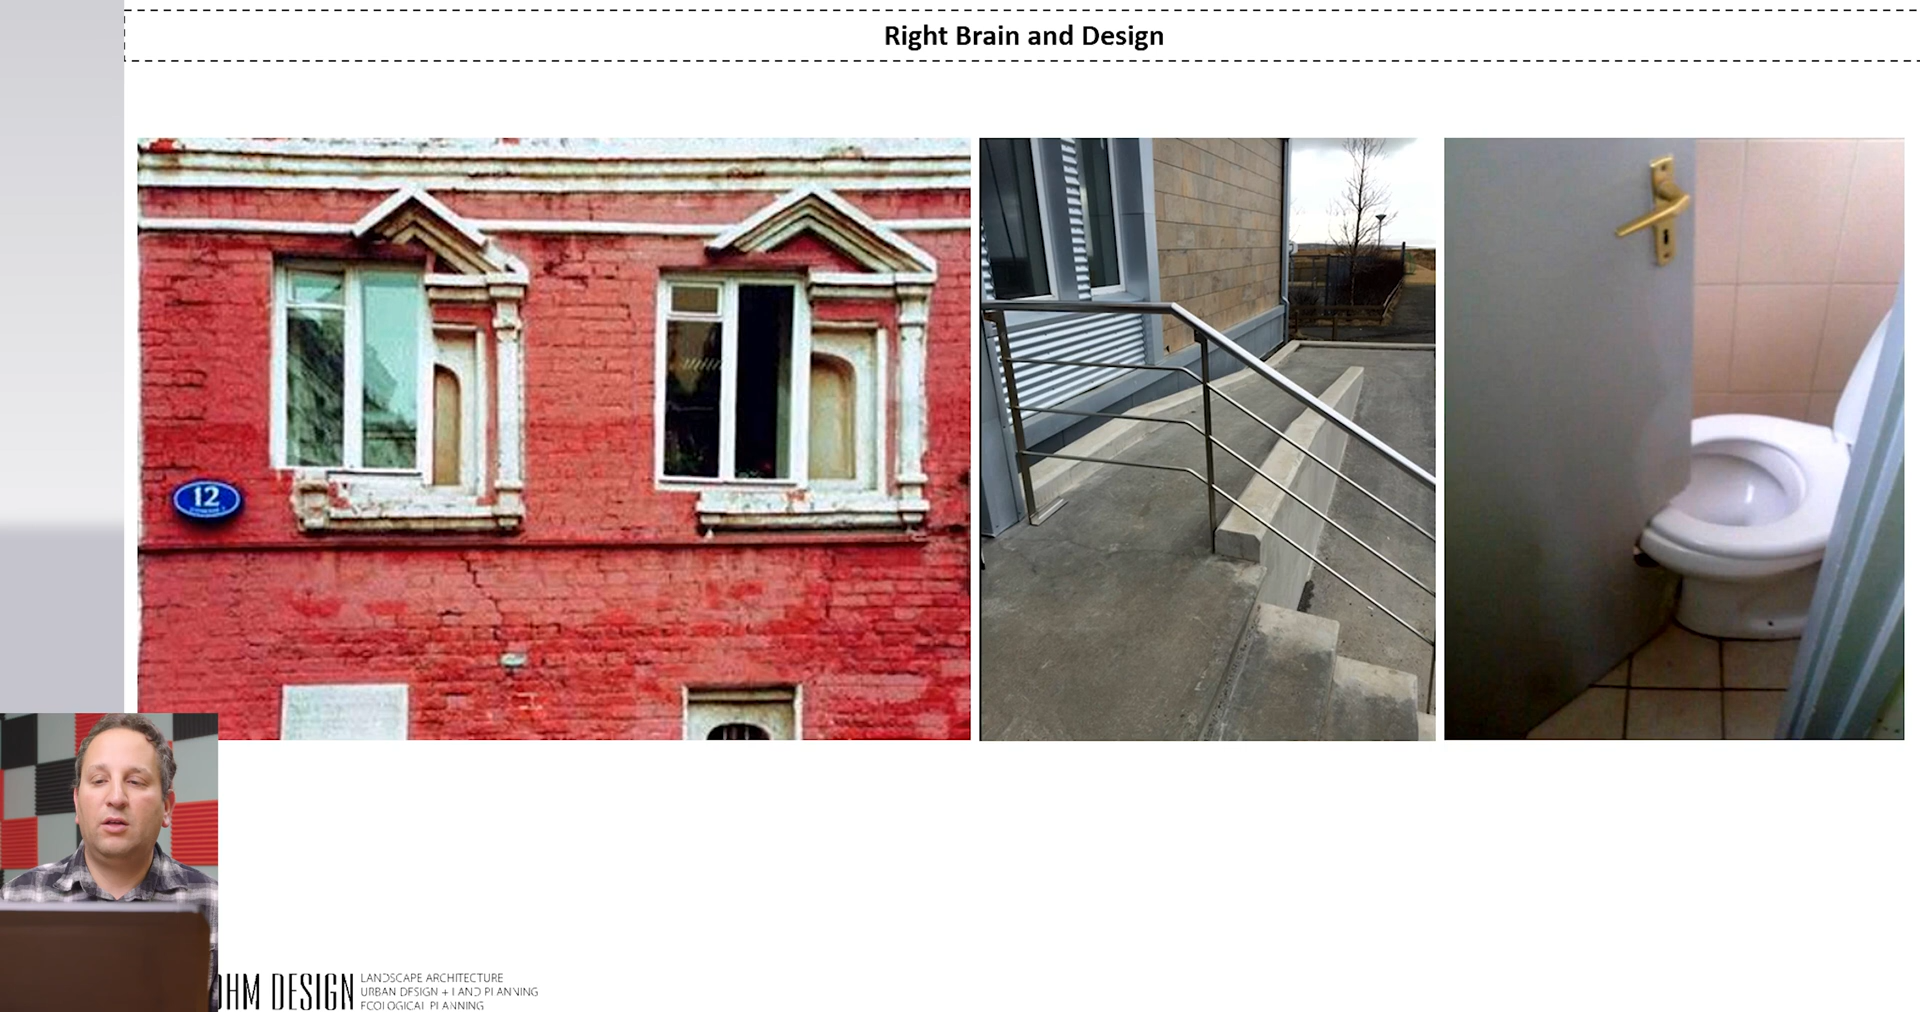 Right Brain and Design
12
OHM DESIGN
LANDSCAPE ARCHITECTURE
URBAN DESIGN + LAND PLANNING
ECOLOGICAL PLANNING